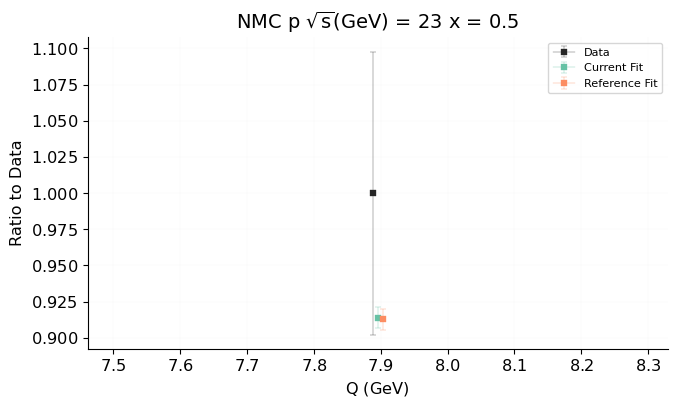 NMC p √s(GeV) = 23 x = 0.5
Data
Current Fit
Reference Fit
Ratio to Data
1.100
1.075
1.050
1.025
1.000
0.975
0.950
0.925
0.900
7.5 7.6 7.7 7.8 7.9 8.0 8.1 8.2 8.3
Q (GeV)